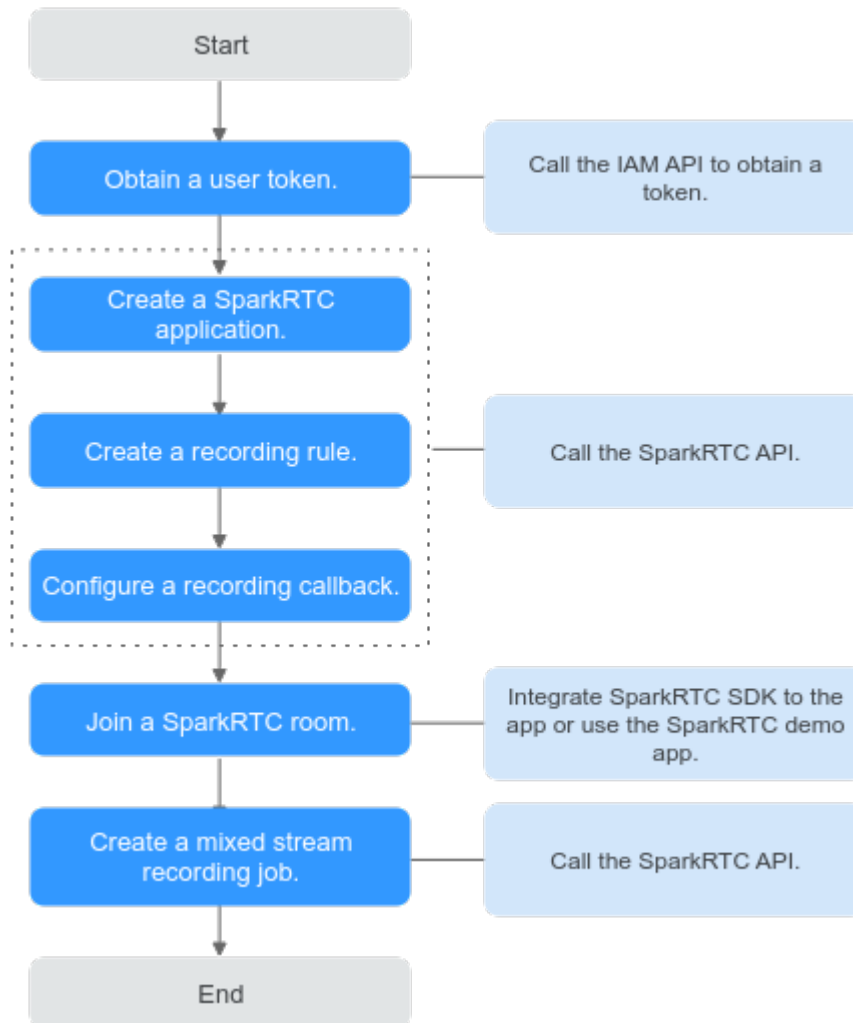 Start
Obtain a user token.
Call the IAM API to obtain a
token.
Create a SparkRTC
application.
Create a recording rule.
Call the SparkRTC API.
Configure a recording callback.
Join a SparkRTC room.
Integrate SparkRTC SDK to the
app or use the SparkRTC demo
app.
Create a mixed stream
recording job.
Call the SparkRTC API.
End